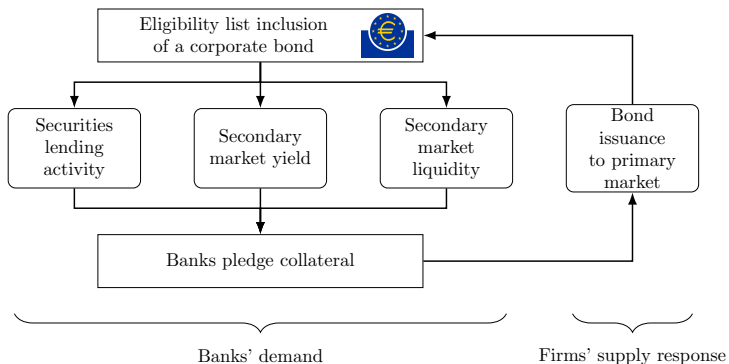 Eligibility list inclusion
of a corporate bond
€
Securities
lending
activity
Secondary
market yield
Secondary
market
liquidity
Bond
issuance
to primary
market
Banks pledge collateral
Banks' demand
Firms' supply response